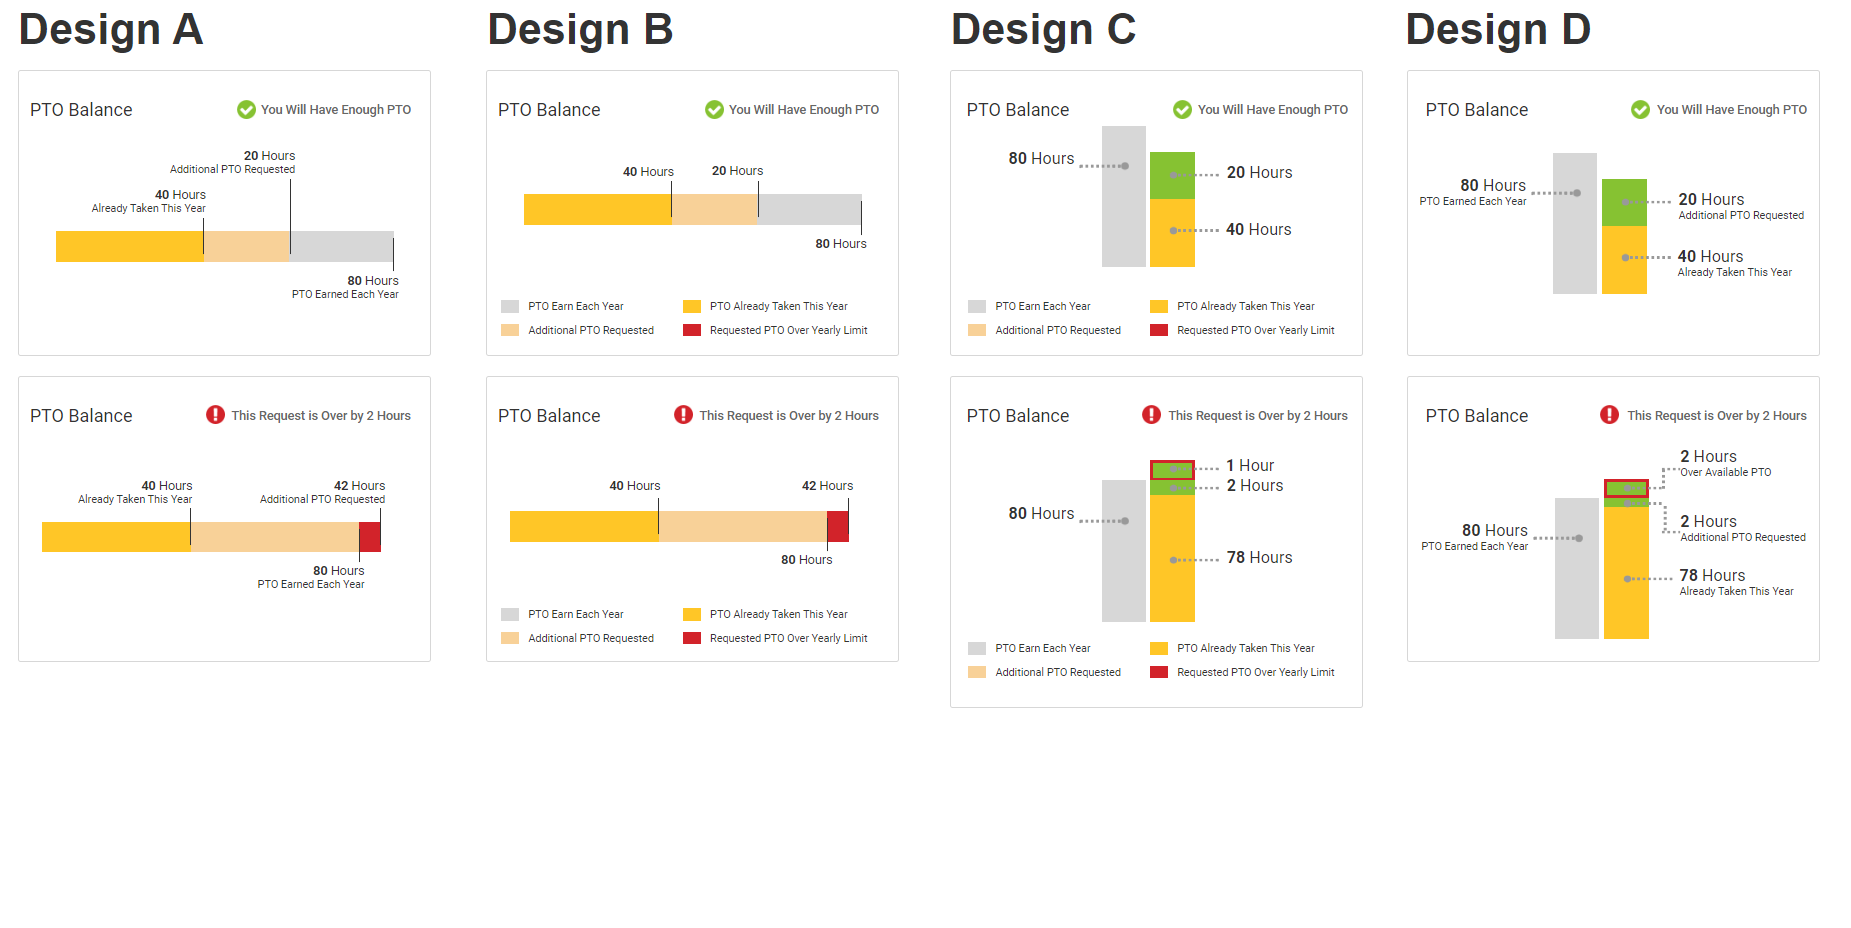 Design A
PTO Balance
You Will Have Enough PTO
20 Hours
Additional PTO Requested
40 Hours
Already Taken This Year
80 Hours
PTO Earned Each Year
PTO Balance
This Request is Over by 2 Hours
40 Hours
Already Taken This Year
42 Hours
Additional PTO Requested
80 Hours
PTO Earned Each Year
Design B
PTO Balance
You Will Have Enough PTO
40 Hours
20 Hours
80 Hours
PTO Earn Each Year
PTO Already Taken This Year
Additional PTO Requested
Requested PTO Over Yearly Limit
PTO Balance
This Request is Over by 2 Hours
40 Hours
42 Hours
80 Hours
PTO Earn Each Year
PTO Already Taken This Year
Additional PTO Requested
Requested PTO Over Yearly Limit
Design C
PTO Balance
You Will Have Enough PTO
80 Hours
20 Hours
40 Hours
PTO Earn Each Year
PTO Already Taken This Year
Additional PTO Requested
Requested PTO Over Yearly Limit
PTO Balance
This Request is Over by 2 Hours
1 Hour
2 Hours
80 Hours
78 Hours
PTO Earn Each Year
PTO Already Taken This Year
Additional PTO Requested
Requested PTO Over Yearly Limit
Design D
PTO Balance
You Will Have Enough PTO
80 Hours
PTO Earned Each Year
20 Hours
Additional PTO Requested
40 Hours
Already Taken This Year
PTO Balance
This Request is Over by 2 Hours
2 Hours
Over Available PTO
2 Hours
Additional PTO Requested
80 Hours
PTO Earned Each Year
78 Hours
Already Taken This Year